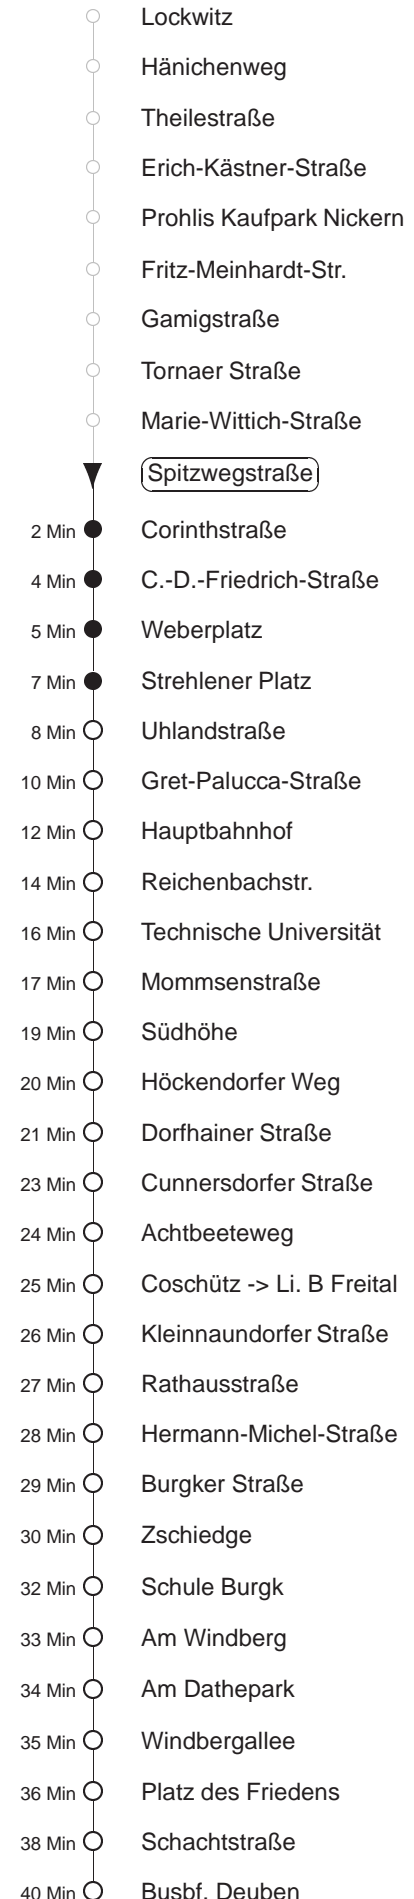 Lockwitz
Hänichenweg
Theilestraße
Erich-Kästner-Straße
Prohlis Kaufpark Nickern
Fritz-Meinhardt-Str.
Gamigstraße
Tornaer Straße
Marie-Wittich-Straße
Spitzwegstraße
2 Min Corinthstraße
4 Min C.-D.-Friedrich-Straße
5 Min Weberplatz
7 Min Strehlener Platz
8 Min Uhlandstraße
10 Min Gret-Palucca-Straße
12 Min Hauptbahnhof
14 Min Reichenbachstr.
16 Min Technische Universität
17 Min Mommsenstraße
19 Min Südhöhe
20 Min Höckendorfer Weg
21 Min Dorfhainer Straße
23 Min Cunnersdorfer Straße
24 Min Achtbeeteweg
25 Min Coschütz -> Li. B Freital
26 Min Kleinnaundorfer Straße
27 Min Rathausstraße
28 Min Hermann-Michel-Straße
29 Min Burgker Straße
30 Min Zschiedge
32 Min Schule Burgk
33 Min Am Windberg
34 Min Am Dathepark
35 Min Windbergallee
36 Min Platz des Friedens
38 Min Schachtstraße
40 Min Busbf. Deuben